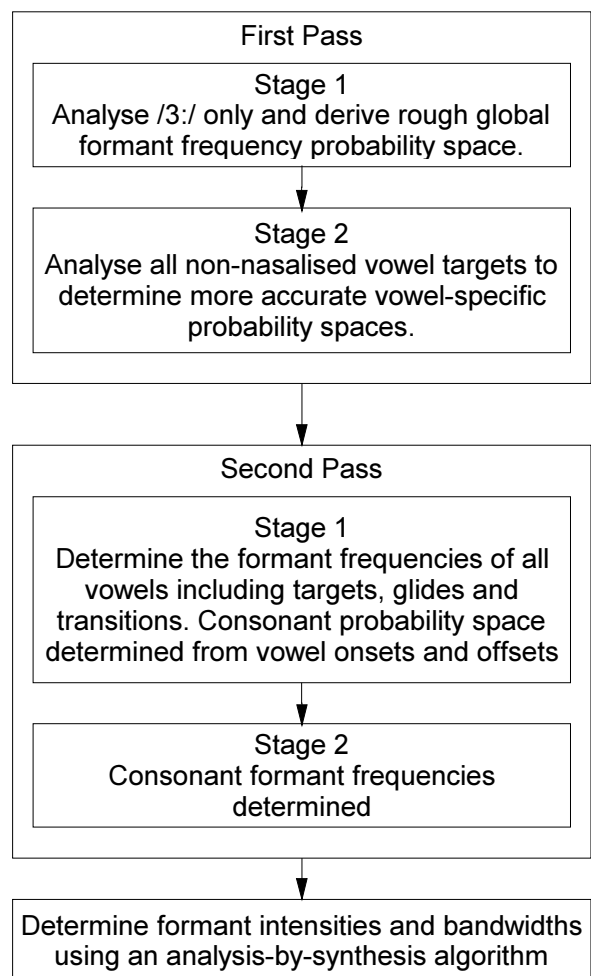 First Pass
Stage 1
Analyse /3:/ only and derive rough global
formant frequency probability space.
Stage 2
Analyse all non-nasalised vowel targets to
determine more accurate vowel-specific
probability spaces.
Second Pass
Stage 1
Determine the formant frequencies of all
vowels including targets, glides and
transitions. Consonant probability space
determined from vowel onsets and offsets
Stage 2
Consonant formant frequencies
determined
Determine formant intensities and bandwidths
using an analysis-by-synthesis algorithm